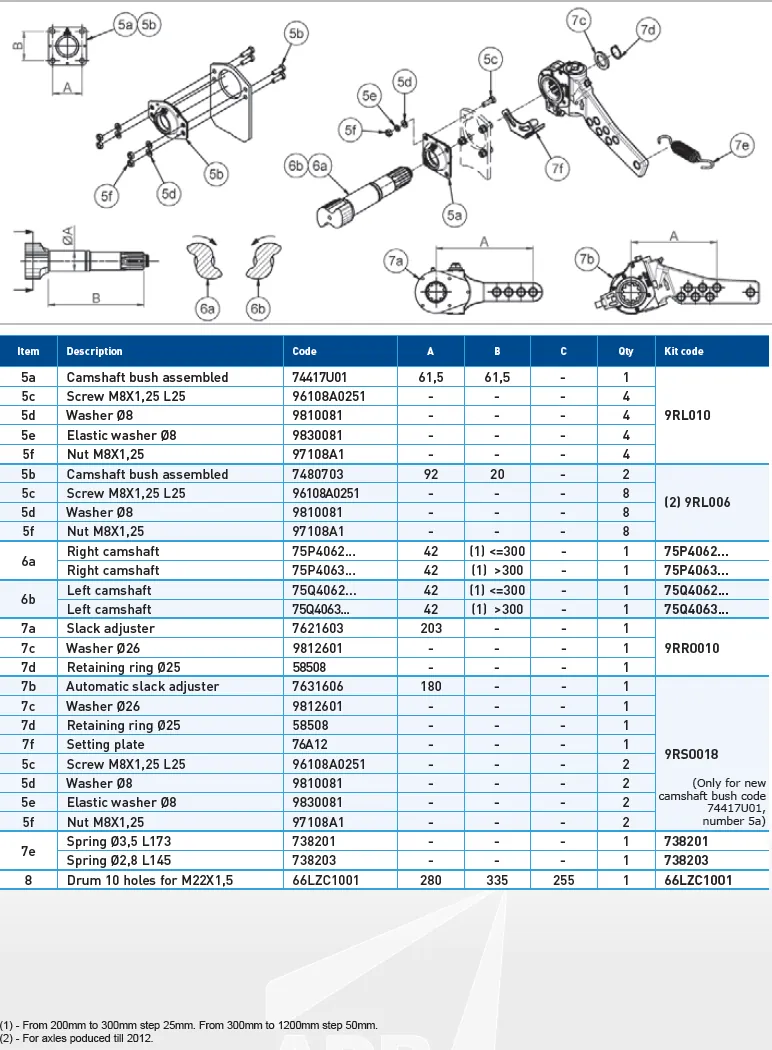 5a 5b
B
A
5b
5f
5d
5b
5c
5d
5e
5f
6b 6a
5a
7c
7d
7f
7e
ØA
B
6a
6b
7a
A
7b
A
Item Description Code A B C Qty Kit code
5a Camshaft bush assembled 74417U01 61,5 61,5 - 1
5c Screw M8X1,25 L25 96108A0251 - - - 4
5d Washer Ø8 9810081 - - - 4 9RL010
5e Elastic washer Ø8 9830081 - - - 4
5f Nut M8X1,25 97108A1 - - - 4
5b Camshaft bush assembled 7480703 92 20 - 2
5c Screw M8X1,25 L25 96108A0251 - - - 8
(2) 9RL006
5d Washer Ø8 9810081 - - - 8
5f Nut M8X1,25 97108A1 - - - 8
6a Right camshaft 75P4062... 42 (1) <=300 - 1 75P4062...
Right camshaft 75P4063... 42 (1) >300 - 1 75P4063...
6b Left camshaft 75Q4062... 42 (1) <=300 - 1 75Q4062...
Left camshaft 75Q4063... 42 (1) >300 - 1 75Q4063...
7a Slack adjuster 7621603 203 - - 1
7c Washer Ø26 9812601 - - - 1 9RRO010
7d Retaining ring Ø25 58508 - - - 1
7b Automatic slack adjuster 7631606 180 - - 1
7c Washer Ø26 9812601 - - - 1
7d Retaining ring Ø25 58508 - - - 1
7f Setting plate 76A12 - - - 1
9RSO018
5c Screw M8X1,25 L25 96108A0251 - - - 2
5d Washer Ø8 9810081 - - - 2 (Only for new
5e Elastic washer Ø8 9830081 - - - 2 camshaft bush code
74417U01,
5f Nut M8X1,25 97108A1 - - - 2 number 5a)
7e Spring Ø3,5 L173 738201 - - - 1 738201
Spring Ø2,8 L145 738203 - - - 1 738203
8 Drum 10 holes for M22X1,5 66LZC1001 280 335 255 1 66LZC1001
(1) - From 200mm to 300mm step 25mm. From 300mm to 1200mm step 50mm.
(2) - For axles poduced till 2012.